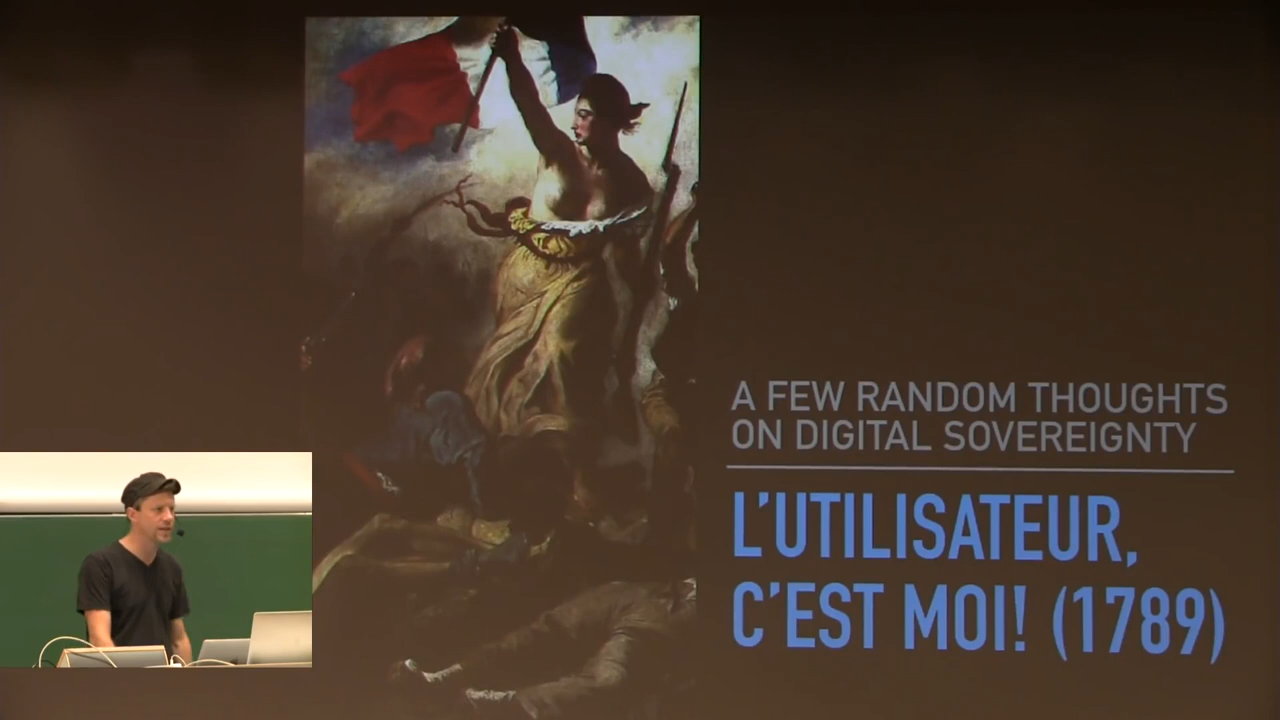 A FEW RANDOM THOUGHTS
ON DIGITAL SOVEREIGNTY
L'UTILISATEUR,
C'EST MOI! (1789)